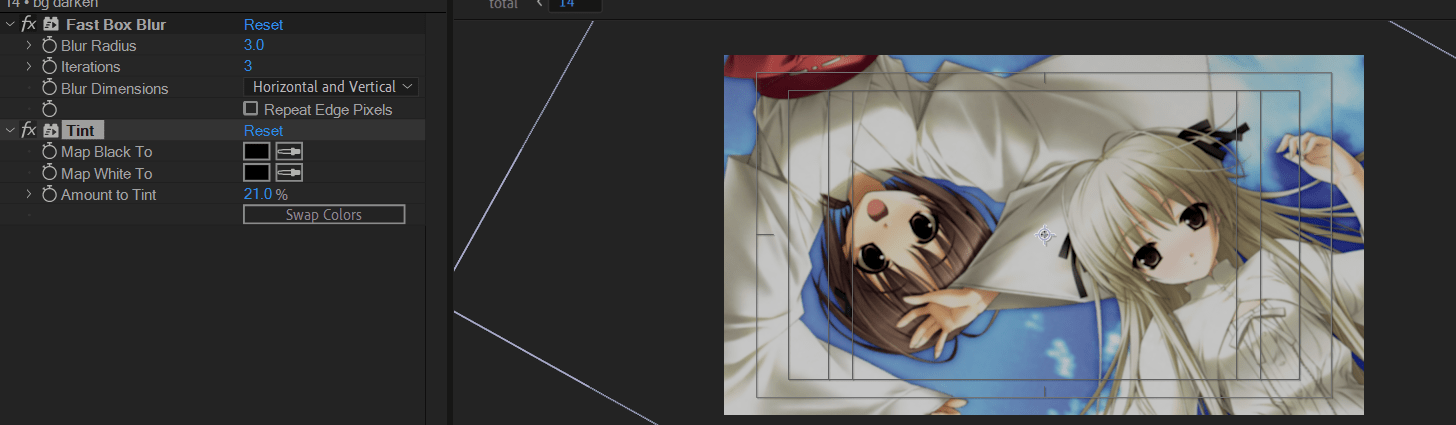 14 • bg darken
total 14
fx Fast Box Blur Reset
Blur Radius 3.0
Iterations 3
Blur Dimensions Horizontal and Vertical
Repeat Edge Pixels
fx Tint Reset
Map Black To
Map White To
Amount to Tint 21.0 %
Swap Colors